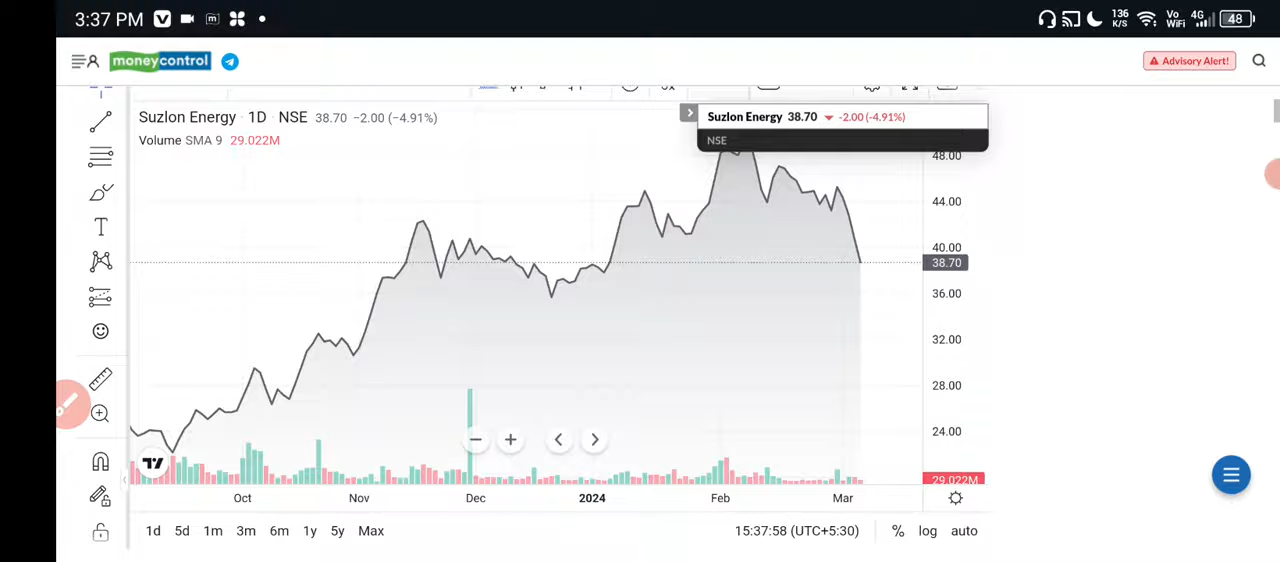 3:37 PM
136
K/S
Vo
WiFi
4G
48
moneycontrol
Advisory Alert!
Suzlon Energy · 1D · NSE 38.70 −2.00 (−4.91%)
Volume SMA 9 29.022M
Suzlon Energy 38.70 -2.00 (-4.91%)
NSE
48.00
44.00
40.00
38.70
36.00
32.00
28.00
24.00
29.022M
Oct Nov Dec 2024 Feb Mar
1d 5d 1m 3m 6m 1y 5y Max 15:37:58 (UTC+5:30) % log auto